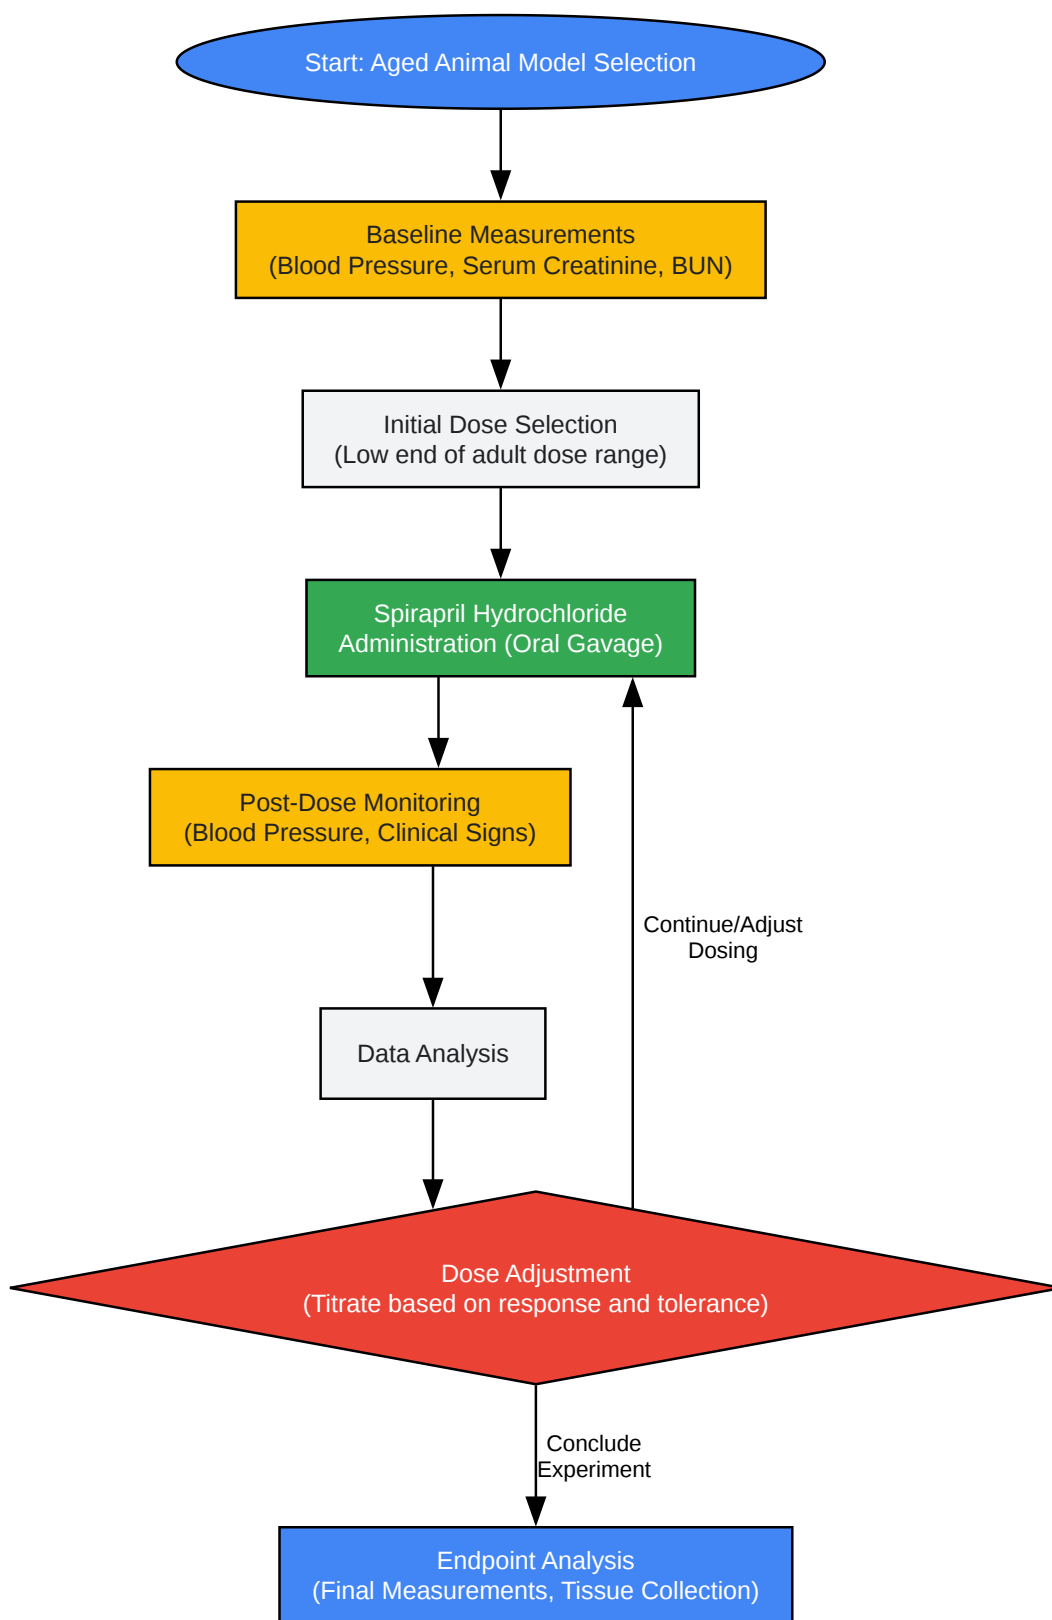 Start: Aged Animal Model Selection
Baseline Measurements
(Blood Pressure, Serum Creatinine, BUN)
Initial Dose Selection
(Low end of adult dose range)
Spirapril Hydrochloride
Administration (Oral Gavage)
Post-Dose Monitoring
(Blood Pressure, Clinical Signs)
Continue/Adjust
Dosing
Data Analysis
Dose Adjustment
(Titrate based on response and tolerance)
Conclude
Experiment
Endpoint Analysis
(Final Measurements, Tissue Collection)